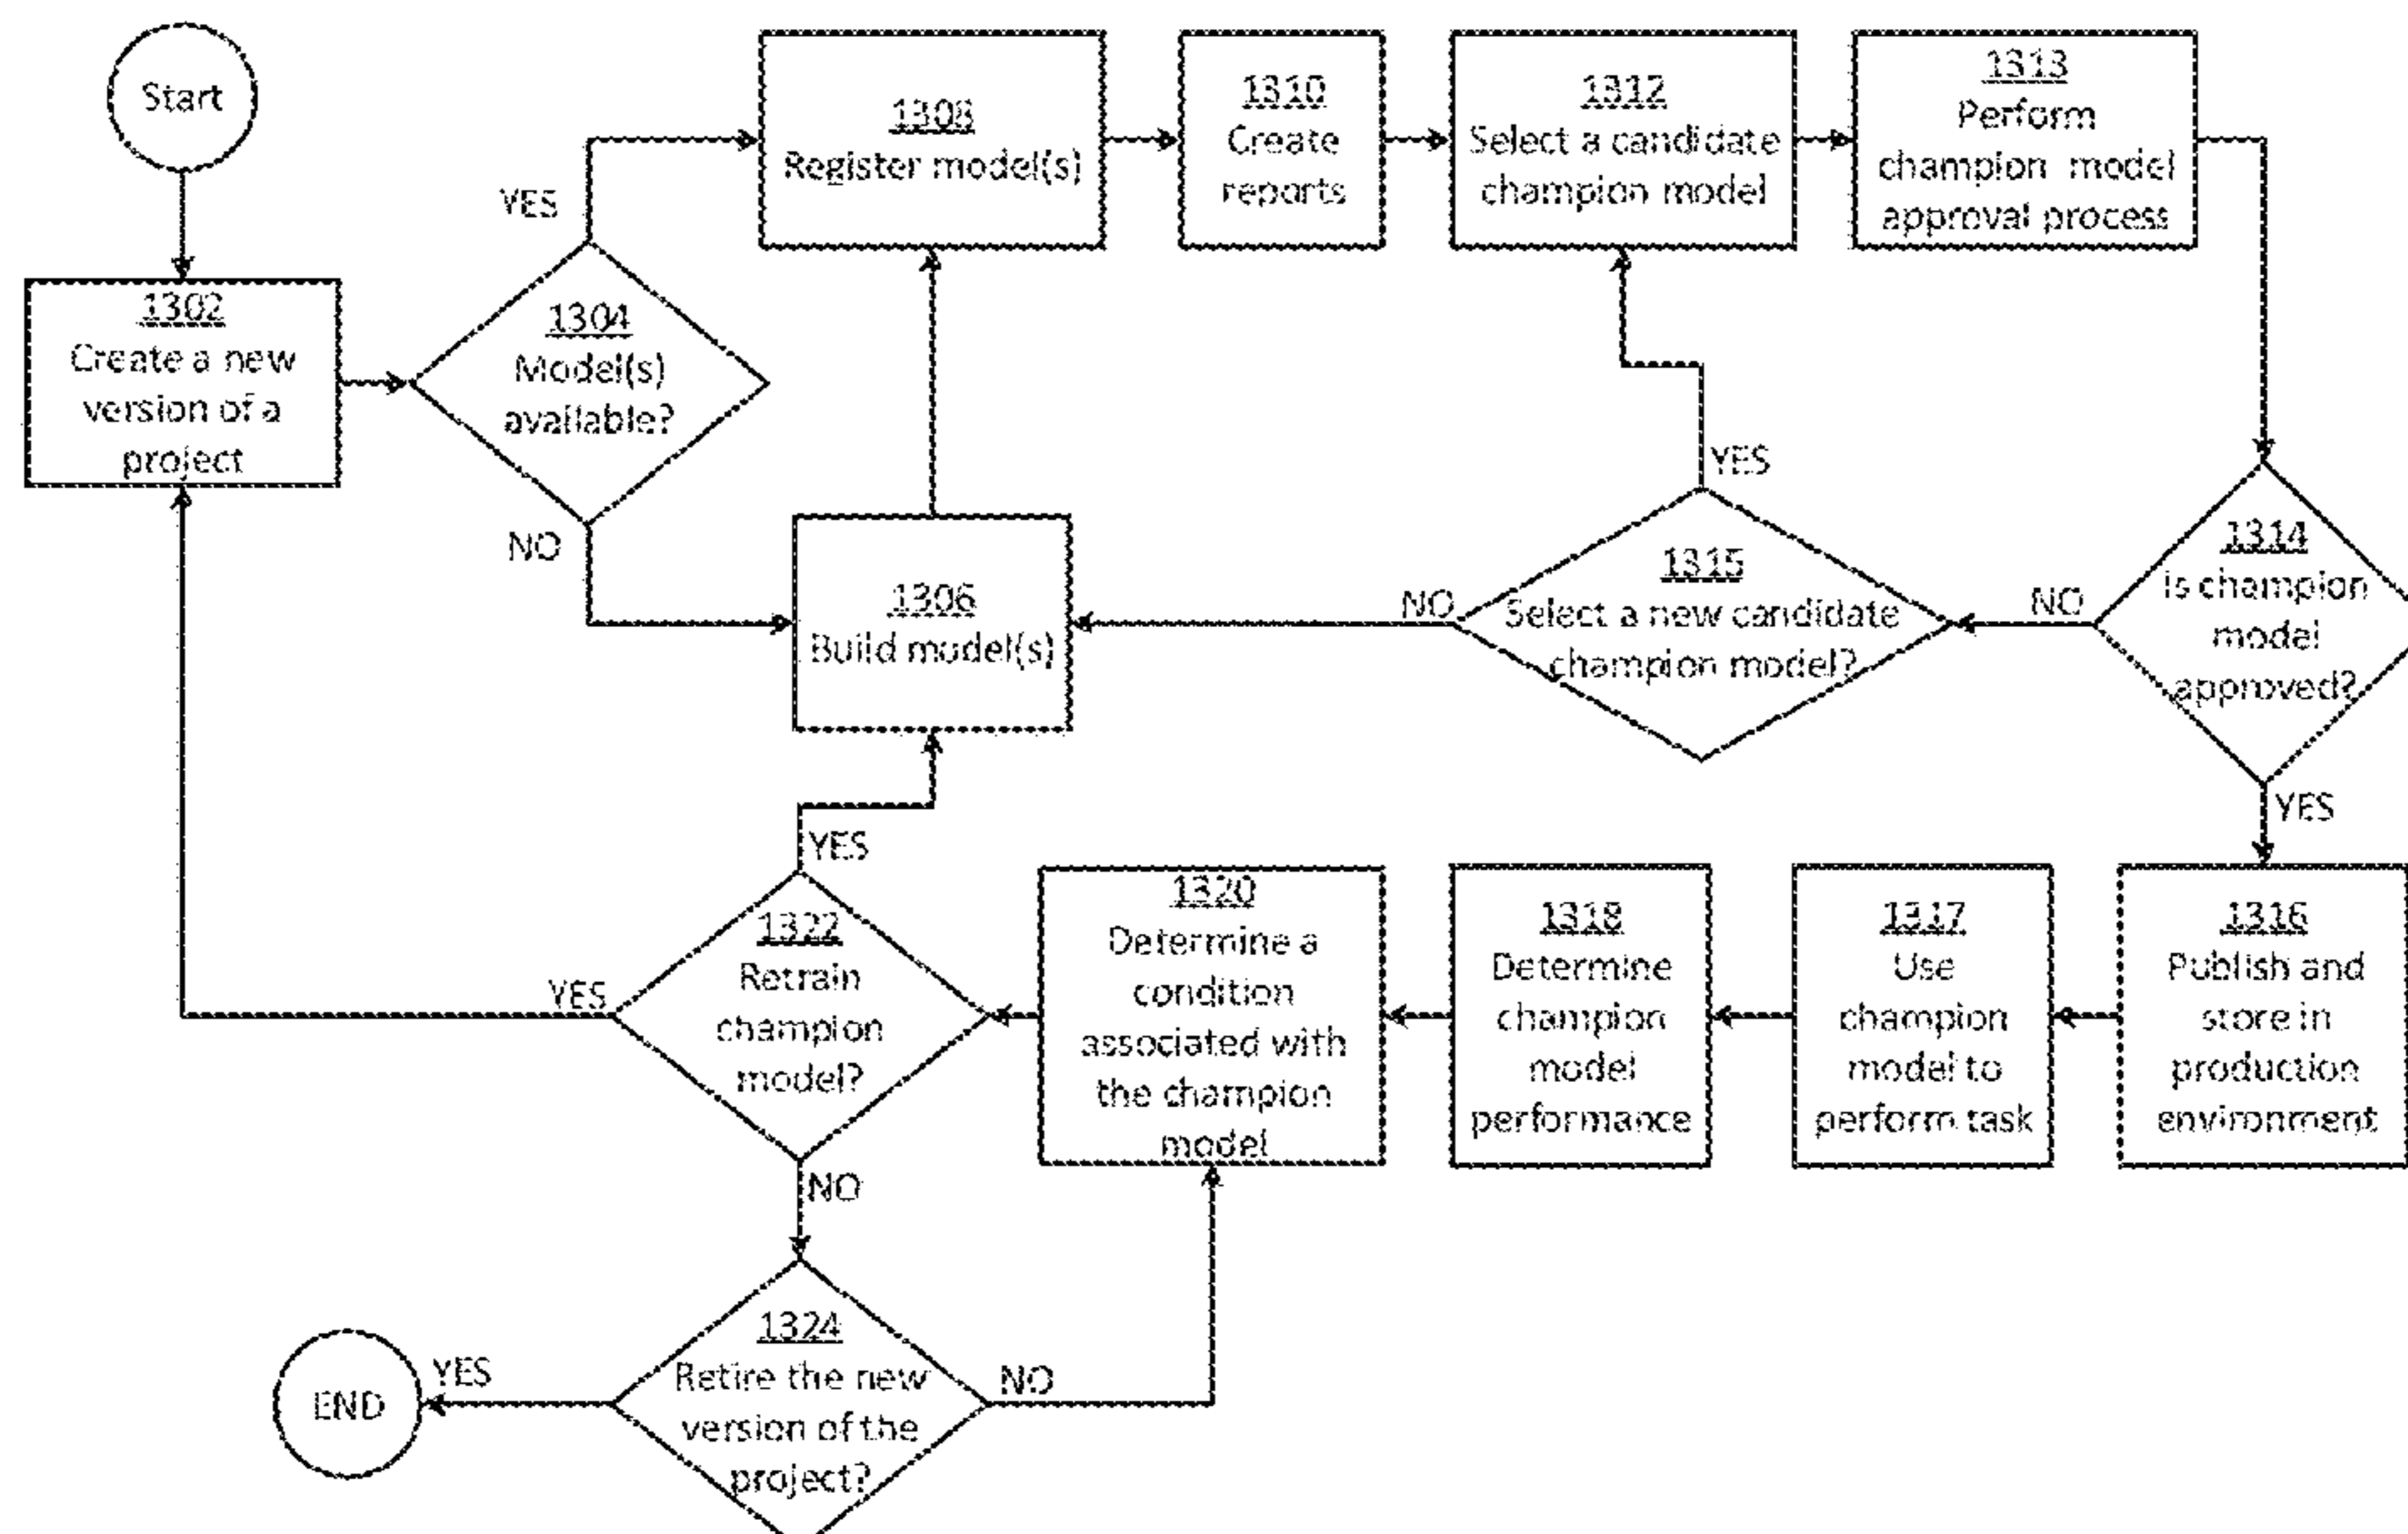 Start
1302
Create a new
version of a
project
1304
Model(s)
available?
YES
NO
1308
Register model(s)
1310
Create
reports
1312
Select a candidate
champion model
1313
Perform
champion model
approval process
1306
Build model(s)
1315
Select a new candidate
champion model?
YES
NO
1314
Is champion
model
approved?
NO
YES
1316
Publish and
store in
production
environment
1317
Use
champion
model to
perform task
1318
Determine
champion
model
performance
1320
Determine a
condition
associated with
the champion
model
1322
Retrain
champion
model?
YES
YES
NO
1324
Retire the new
version of the
project?
YES
NO
END